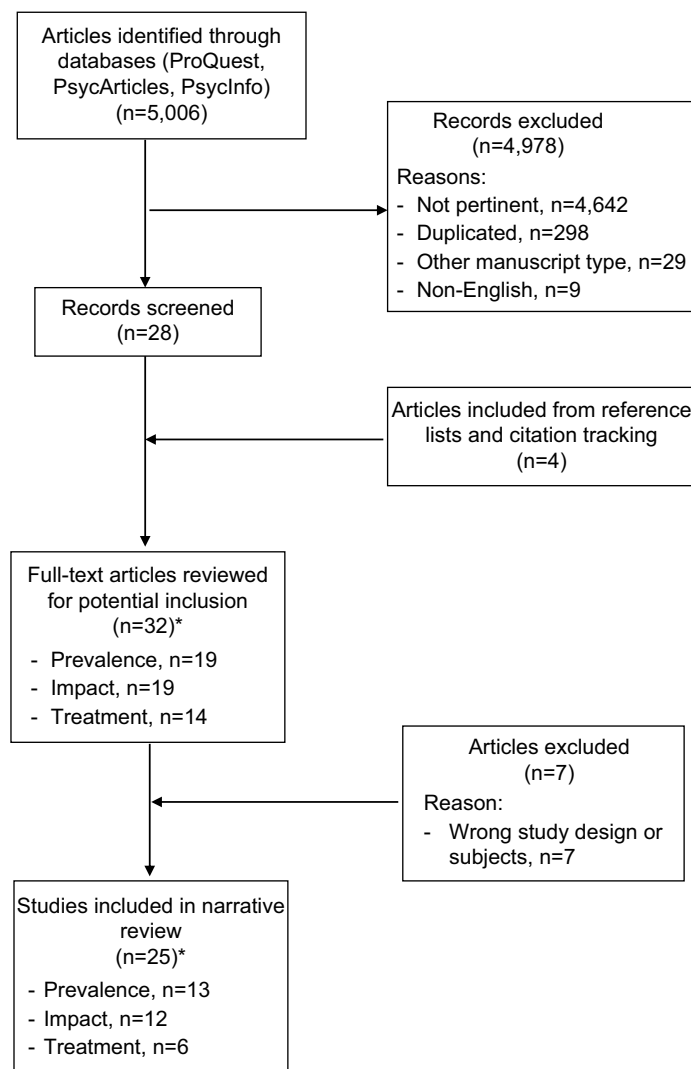 Articles identified through
databases (ProQuest,
PsycArticles, PsycInfo)
(n=5,006)
Records excluded
(n=4,978)
Reasons:
- Not pertinent, n=4,642
- Duplicated, n=298
- Other manuscript type, n=29
- Non-English, n=9
Records screened
(n=28)
Articles included from reference
lists and citation tracking
(n=4)
Full-text articles reviewed
for potential inclusion
(n=32)*
- Prevalence, n=19
- Impact, n=19
- Treatment, n=14
Articles excluded
(n=7)
Reason:
- Wrong study design or
subjects, n=7
Studies included in narrative
review
(n=25)*
- Prevalence, n=13
- Impact, n=12
- Treatment, n=6